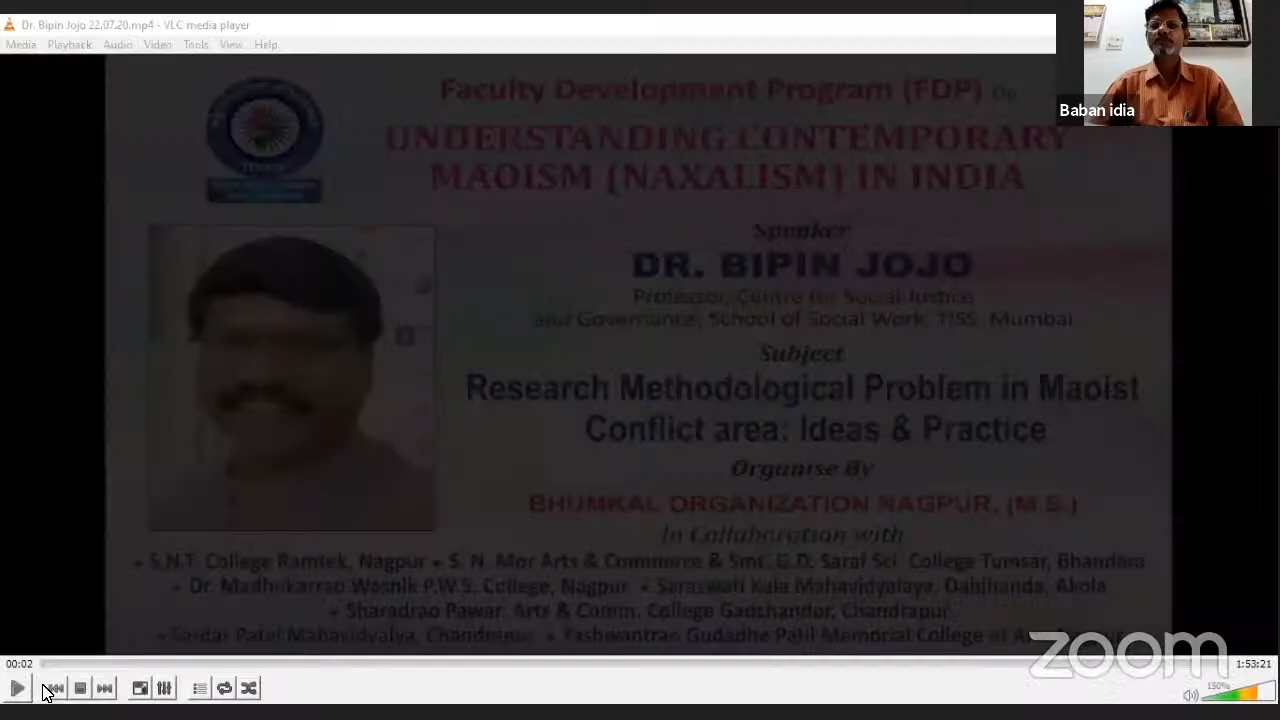 Dr. Bipin Jojo 22.07.20.mp4 - VLC media player
Media Playback Audio Video Tools View Help
Baban idia
Faculty Development Program (FDP) On
UNDERSTANDING CONTEMPORARY
MAOISM (NAXALISM) IN INDIA
Speaker
DR. BIPIN JOJO
Professor, Centre for Social Justice
and Governance, School of Social Work, TISS, Mumbai
Subject
Research Methodological Problem in Maoist
Conflict area: Ideas & Practice
Organise By
BHUMKAL ORGANIZATION NAGPUR, (M.S.)
In Collaboration with
• S.N.T. College Ramtek, Nagpur • S. N. Mor Arts & Commerce & Smt. G.D. Saraf Sci. College Tumsar, Bhandara
• Dr. Madhukarrao Wasnik P.W.S. College, Nagpur • Saraswati Kala Mahavidyalaya, Dahihanda, Akola
• Sharadrao Pawar Arts & Comm. College Gadchandur, Chandrapur
• Sardar Patel Mahavidyalya, Chandrapur • Yashwantrao Gudadhe Patil Memorial College of
zoom
00:02
1:53:21
150%